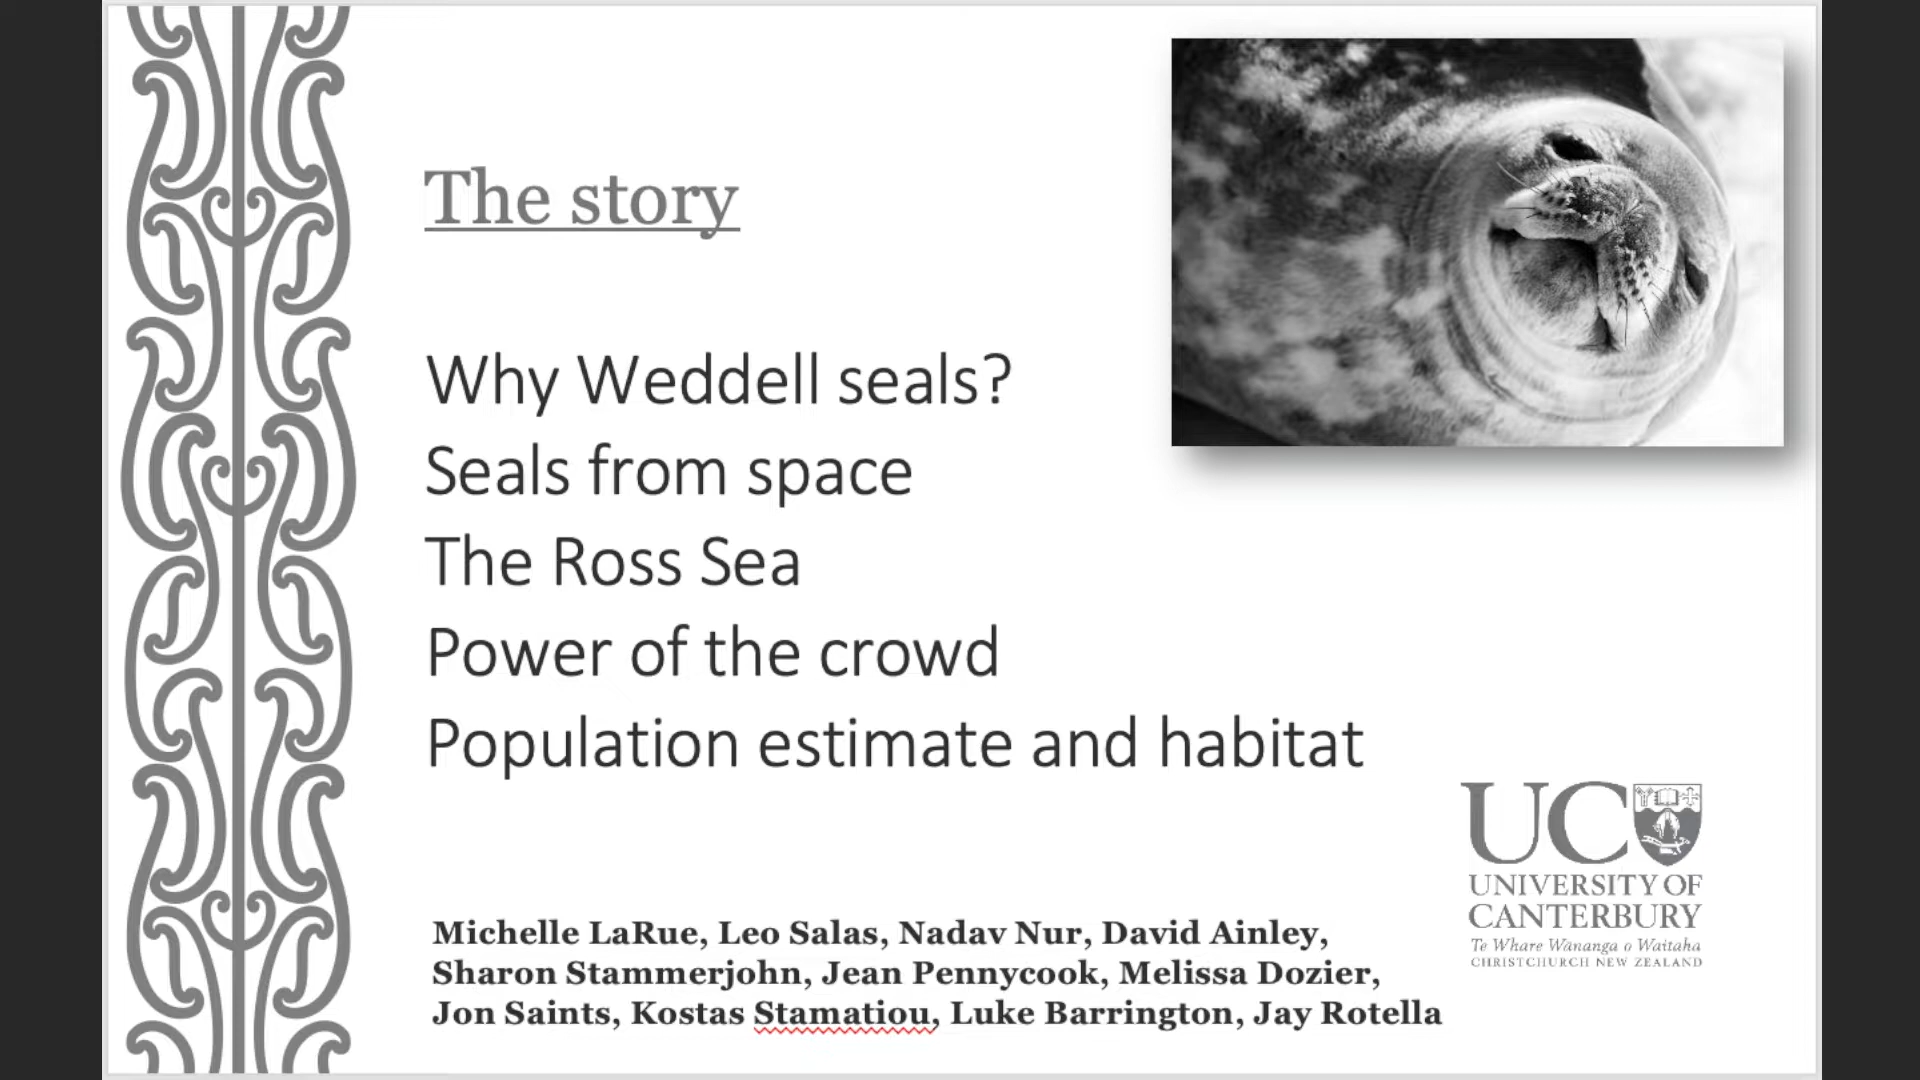 The story
Why Weddell seals?
Seals from space
The Ross Sea
Power of the crowd
Population estimate and habitat
UC
UNIVERSITY OF
CANTERBURY
Te Whare Wānanga o Waitaha
CHRISTCHURCH NEW ZEALAND
Michelle LaRue, Leo Salas, Nadav Nur, David Ainley,
Sharon Stammerjohn, Jean Pennycook, Melissa Dozier,
Jon Saints, Kostas Stamatiou, Luke Barrington, Jay Rotella